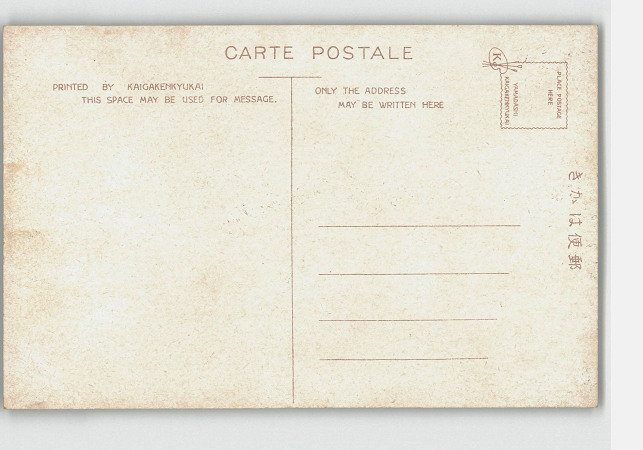 CARTE POSTALE
PRINTED BY KAIGAKENKYUKAI
THIS SPACE MAY BE USED FOR MESSAGE.
ONLY THE ADDRESS
MAY BE WRITTEN HERE
PLACE POSTAGE
HERE
YAMADASHI
KAIGAKENKYUKAI
きかは便郵